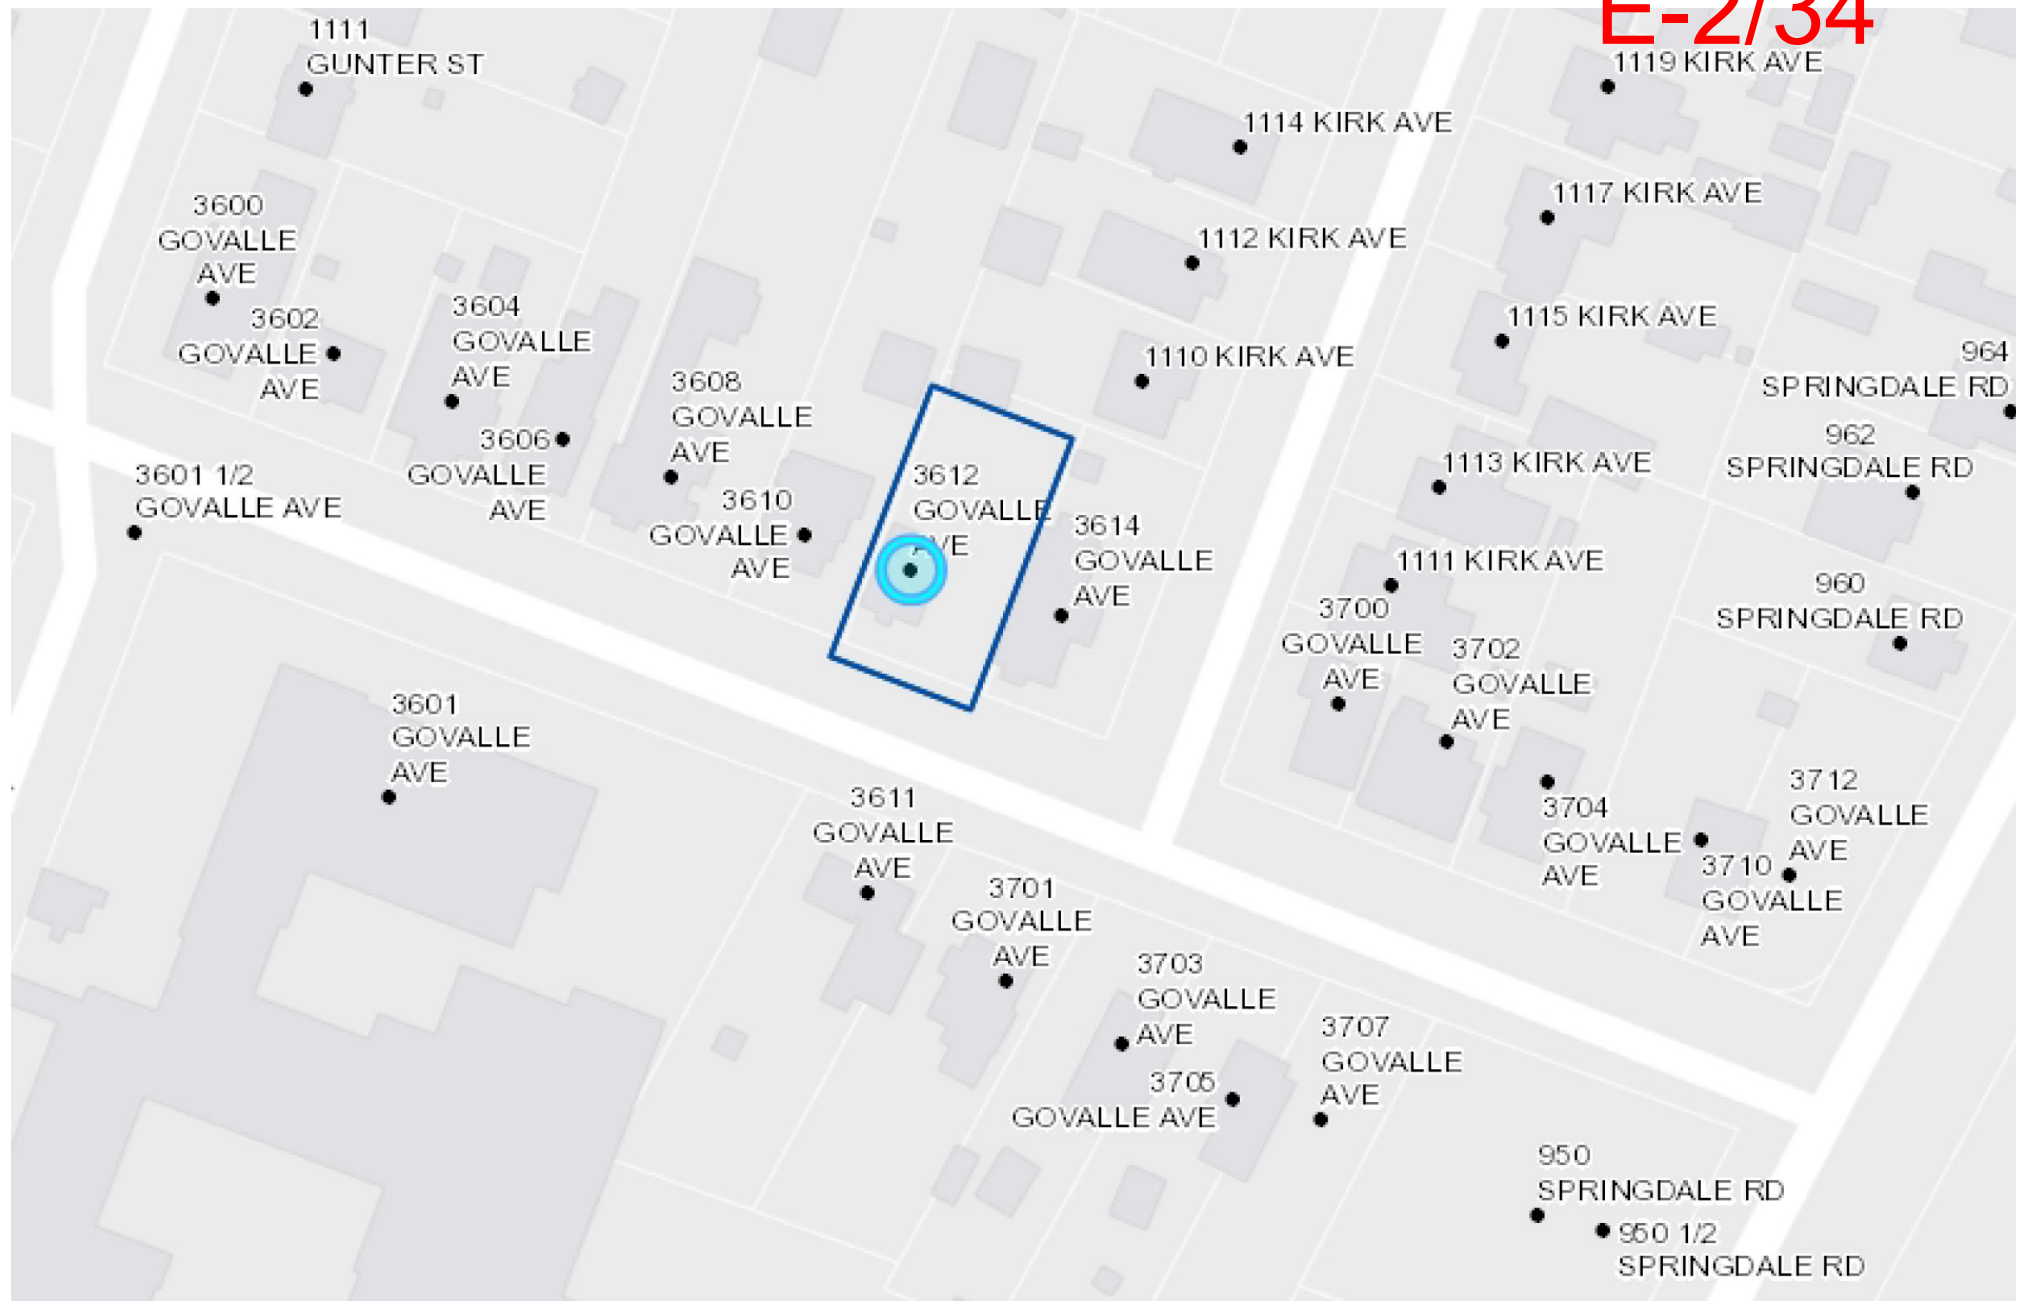 E-2/34
1111
GUNTER ST
1119 KIRK AVE
1114 KIRK AVE
1117 KIRK AVE
3600
GOVALLE
AVE
1112 KIRK AVE
3602
GOVALLE
AVE
3604
GOVALLE
AVE
1115 KIRK AVE
1110 KIRK AVE
964
SPRINGDALE RD
3608
GOVALLE
AVE
3606
GOVALLE
AVE
962
SPRINGDALE RD
1113 KIRK AVE
3601 1/2
GOVALLE AVE
3612
GOVALLE
AVE
3610
GOVALLE
AVE
3614
GOVALLE
AVE
1111 KIRK AVE
960
SPRINGDALE RD
3700
GOVALLE
AVE
3702
GOVALLE
AVE
3601
GOVALLE
AVE
3611
GOVALLE
AVE
3712
GOVALLE
AVE
3704
GOVALLE
AVE
3710
GOVALLE
AVE
3701
GOVALLE
AVE
3703
GOVALLE
AVE
3707
GOVALLE
AVE
3705
GOVALLE AVE
950
SPRINGDALE RD
950 1/2
SPRINGDALE RD